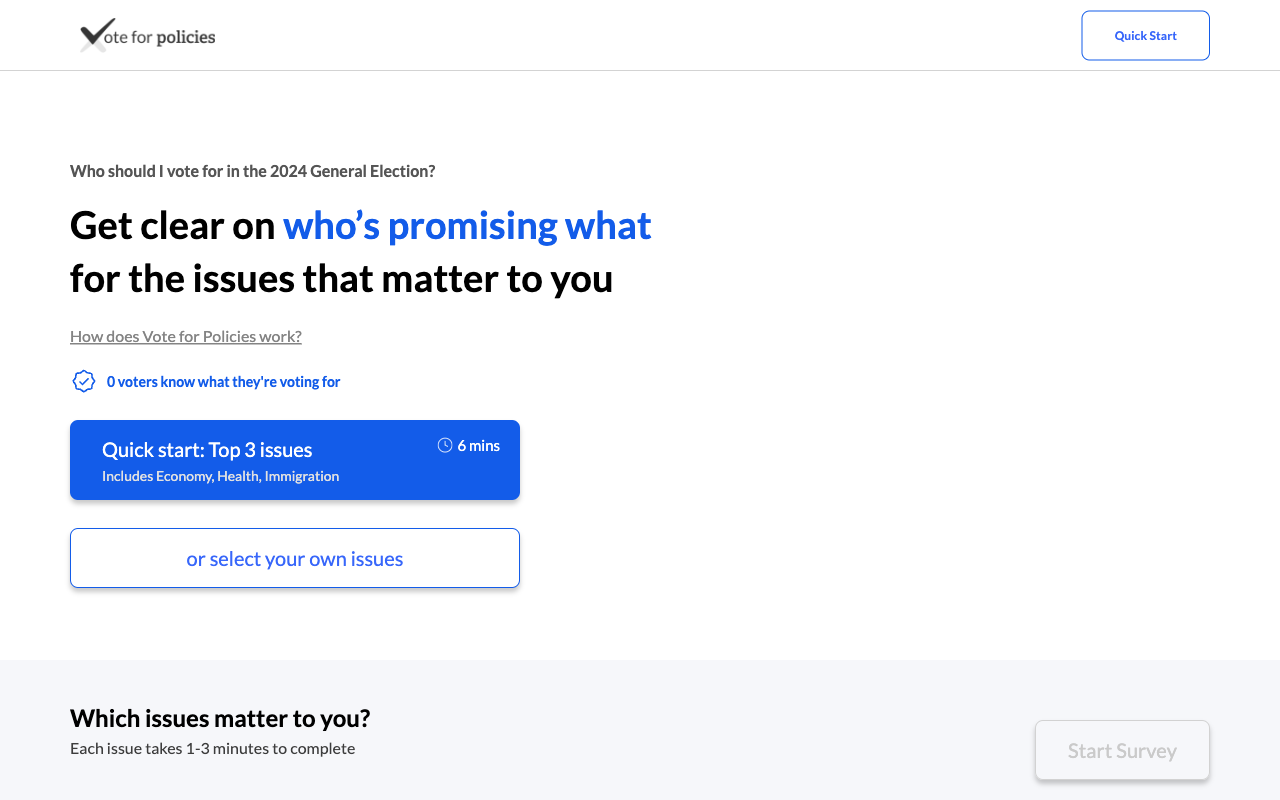 Vote for policies
Quick Start
Who should I vote for in the 2024 General Election?
Get clear on who’s promising what
for the issues that matter to you
How does Vote for Policies work?
0 voters know what they're voting for
Quick start: Top 3 issues
6 mins
Includes Economy, Health, Immigration
or select your own issues
Which issues matter to you?
Each issue takes 1-3 minutes to complete
Start Survey